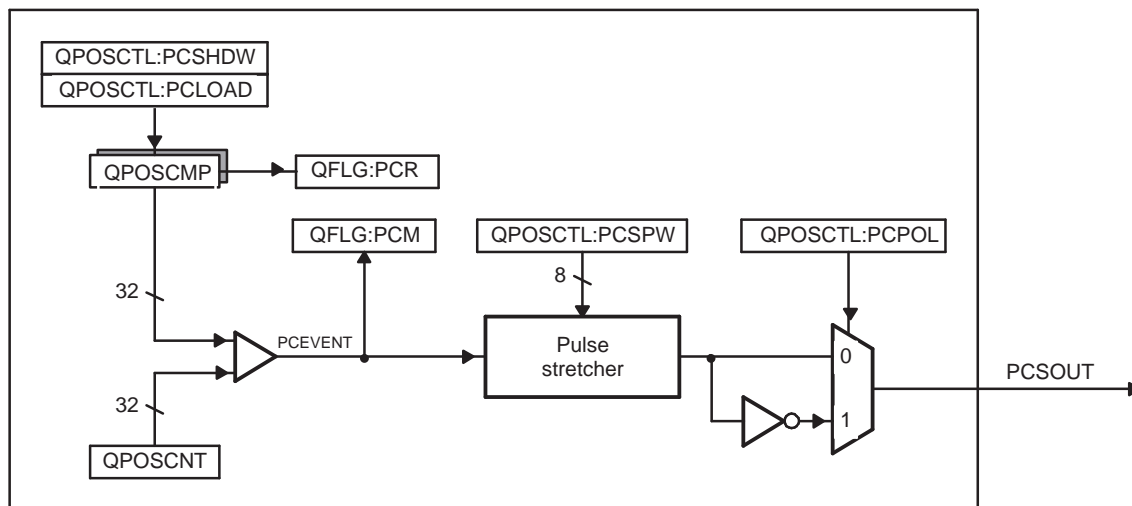 QPOSCTL:PCSHDW
QPOSCTL:PCLOAD
QPOSCMP
QFLG:PCR
QFLG:PCM
QPOSCTL:PCSPW
QPOSCTL:PCPOL
8
32
PCEVENT
Pulse
stretcher
0
PCSOUT
32
1
QPOSCNT